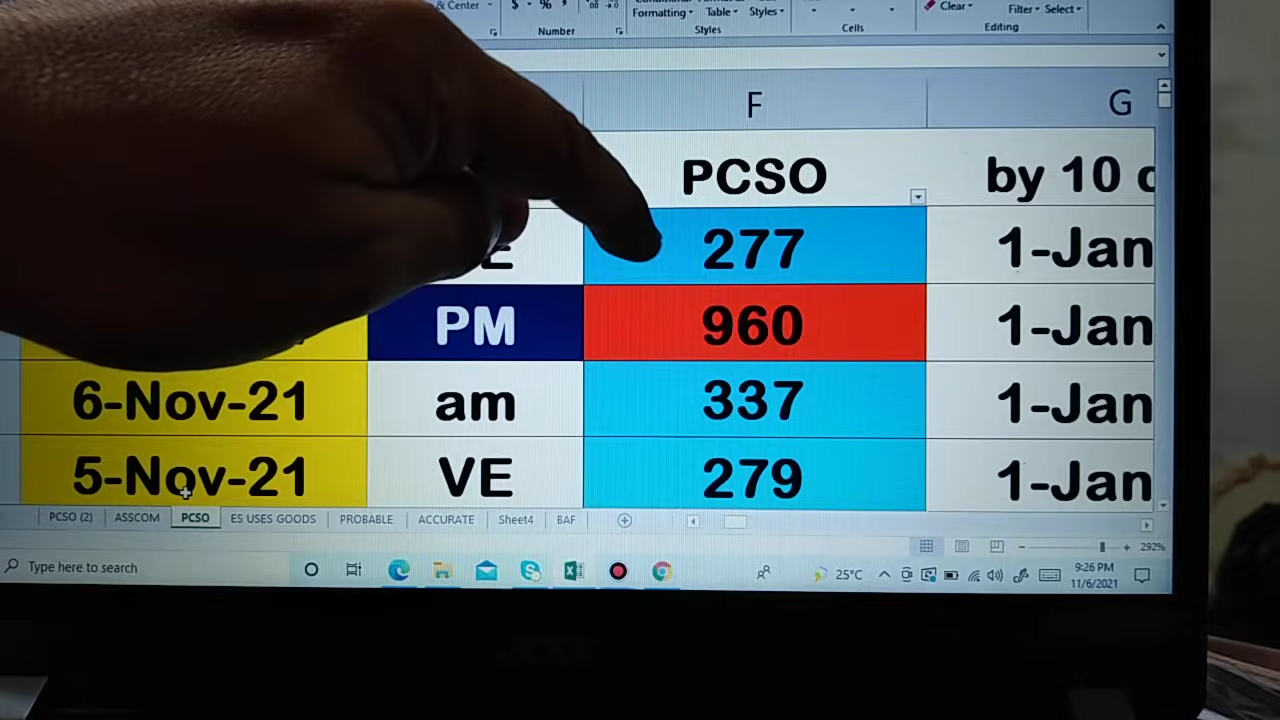 & Center $ % ,
Formatting Table Styles Clear Filter Select
Number Styles Cells Editing
F G
PCSO by 10
277 1-Jan
PM 960 1-Jan
6-Nov-21 am 337 1-Jan
5-Nov-21 VE 279 1-Jan
PCSO (2) ASSCOM PCSO ES USES GOODS PROBABLE ACCURATE Sheet4 BAF
292%
Type here to search 25°C 9:26 PM
11/6/2021